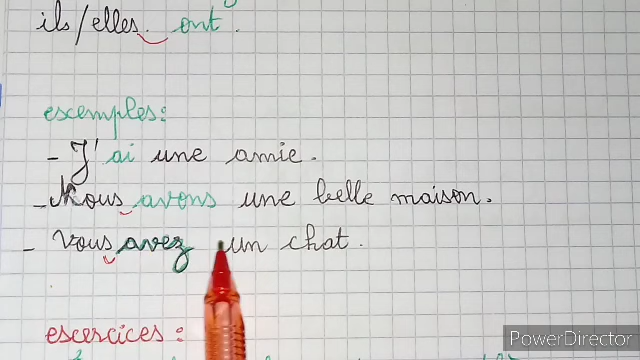 ils/elles ont.
escemples:
- J'ai une amie.
- Nous avons une belle maison.
- Vous avez un chat.
escercices:
PowerDirector